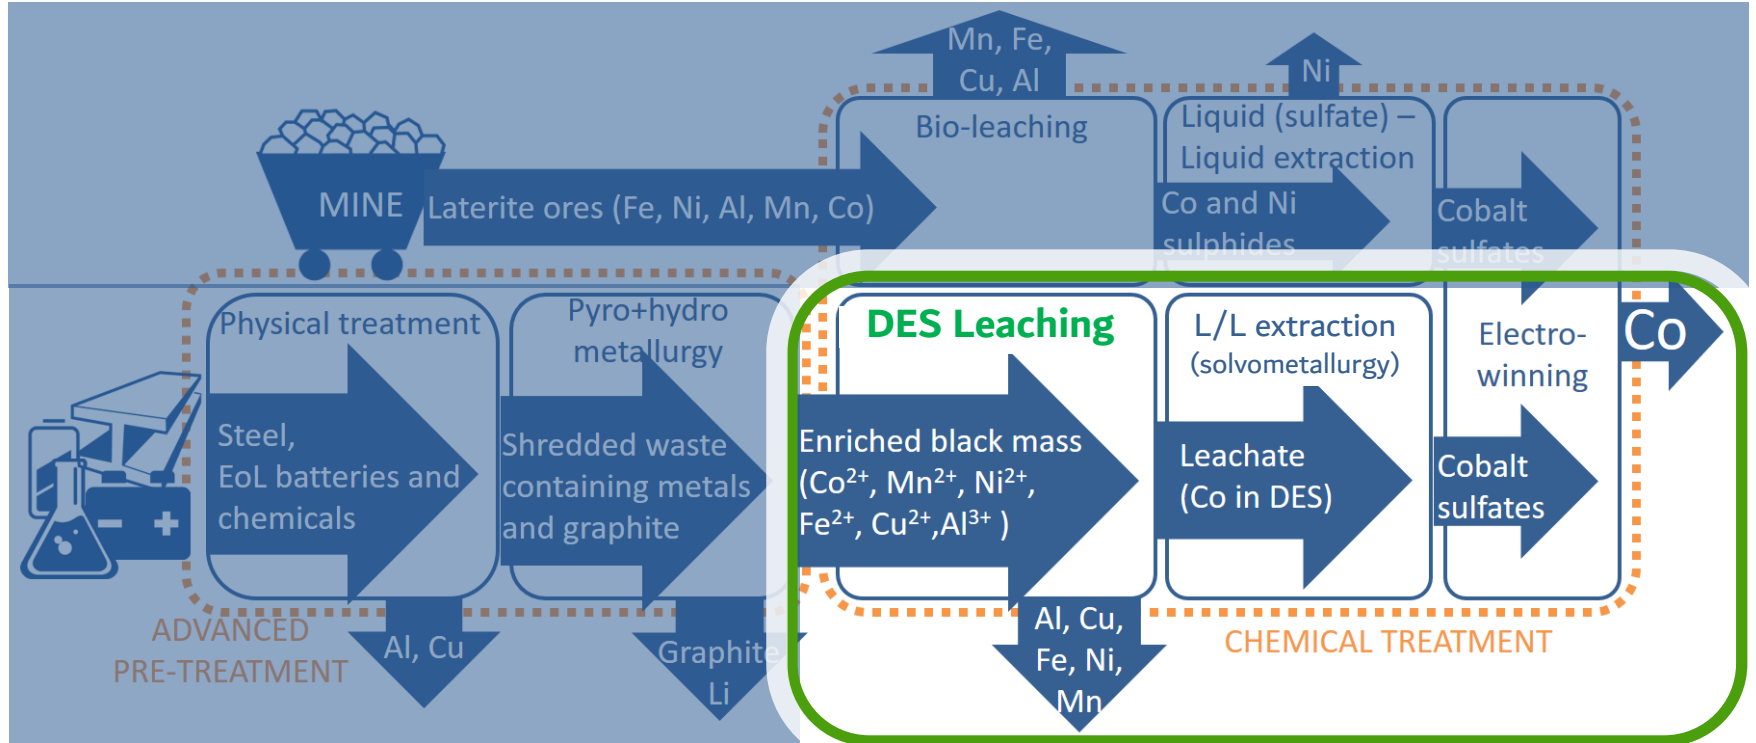 Mn, Fe,
Cu, Al
Ni
Bio-leaching
Liquid (sulfate) –
Liquid extraction
MINE
Laterite ores (Fe, Ni, Al, Mn, Co)
Co and Ni
sulphides
Cobalt
sulfates
Physical treatment
Pyro+hydro
metallurgy
DES Leaching
L/L extraction
(solvometallurgy)
Electro-
winning
Co
Steel,
EoL batteries and
chemicals
Shredded waste
containing metals
and graphite
Enriched black mass
(Co²⁺, Mn²⁺, Ni²⁺,
Fe²⁺, Cu²⁺,Al³⁺ )
Leachate
(Co in DES)
Cobalt
sulfates
ADVANCED
PRE-TREATMENT
Al, Cu
Graphite
Li
Al, Cu,
Fe, Ni,
Mn
CHEMICAL TREATMENT